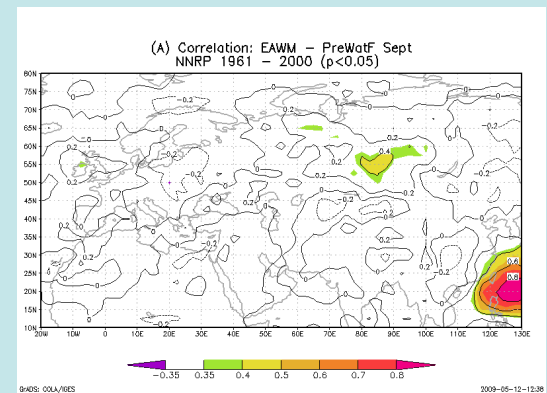 (A) Correlation: EAWM – PreWatF Sept
NNRP 1961 – 2000 (p<0.05)
80N
75N
70N
65N
60N
55N
50N
45N
40N
35N
30N
25N
20N
15N
10N
20W 10W 0 10E 20E 30E 40E 50E 60E 70E 80E 90E 100E 110E 120E 130E
-0.35 0.35 0.4 0.5 0.6 0.7 0.8
GrADS: COLA/IGES 2009-05-12-12:38